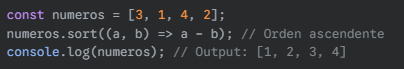 const numeros = [3, 1, 4, 2];
numeros.sort((a, b) => a - b); // Orden ascendente
console.log(numeros); // Output: [1, 2, 3, 4]